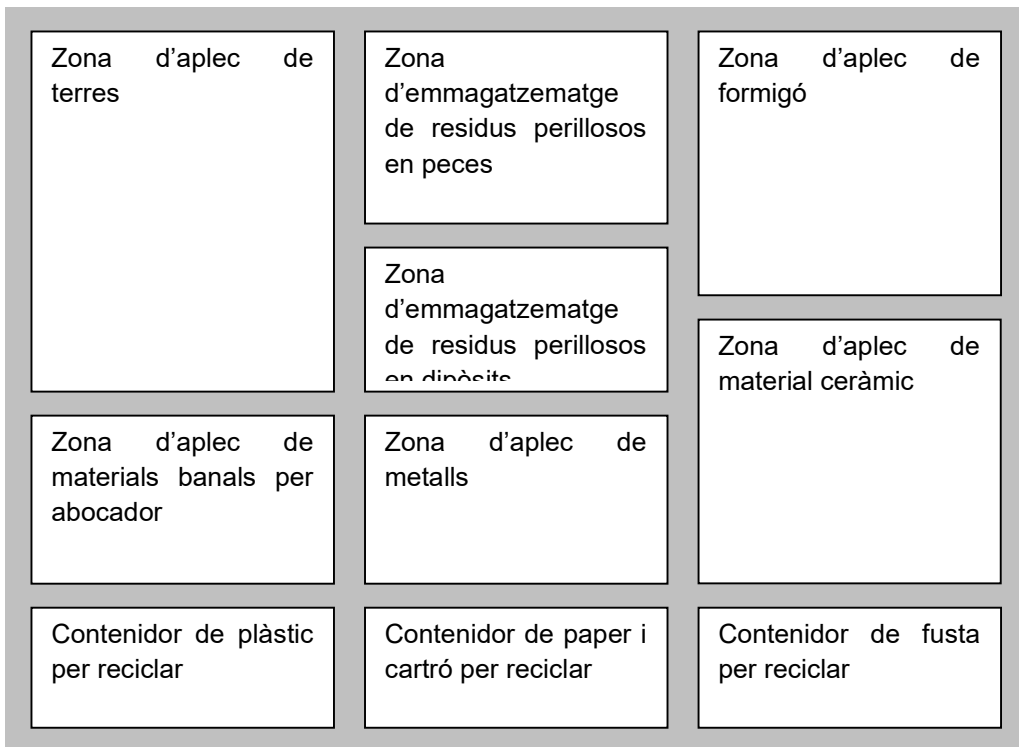 Zona d’aplec de
terres
Zona
d’emmagatzematge
de residus perillosos
en peces
Zona d’aplec de
formigó
Zona
d’emmagatzematge
de residus perillosos
en dipòsits
Zona d’aplec de
material ceràmic
Zona d’aplec de
materials banals per
abocador
Zona d’aplec de
metalls
Contenidor de plàstic
per reciclar
Contenidor de paper i
cartró per reciclar
Contenidor de fusta
per reciclar